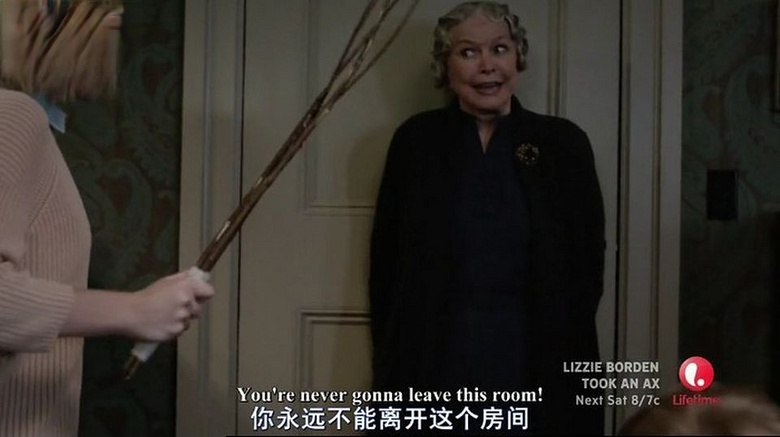 You're never gonna leave this room!
你永远不能离开这个房间
LIZZIE BORDEN
TOOK AN AX
Next Sat 8/7c
Lifetime